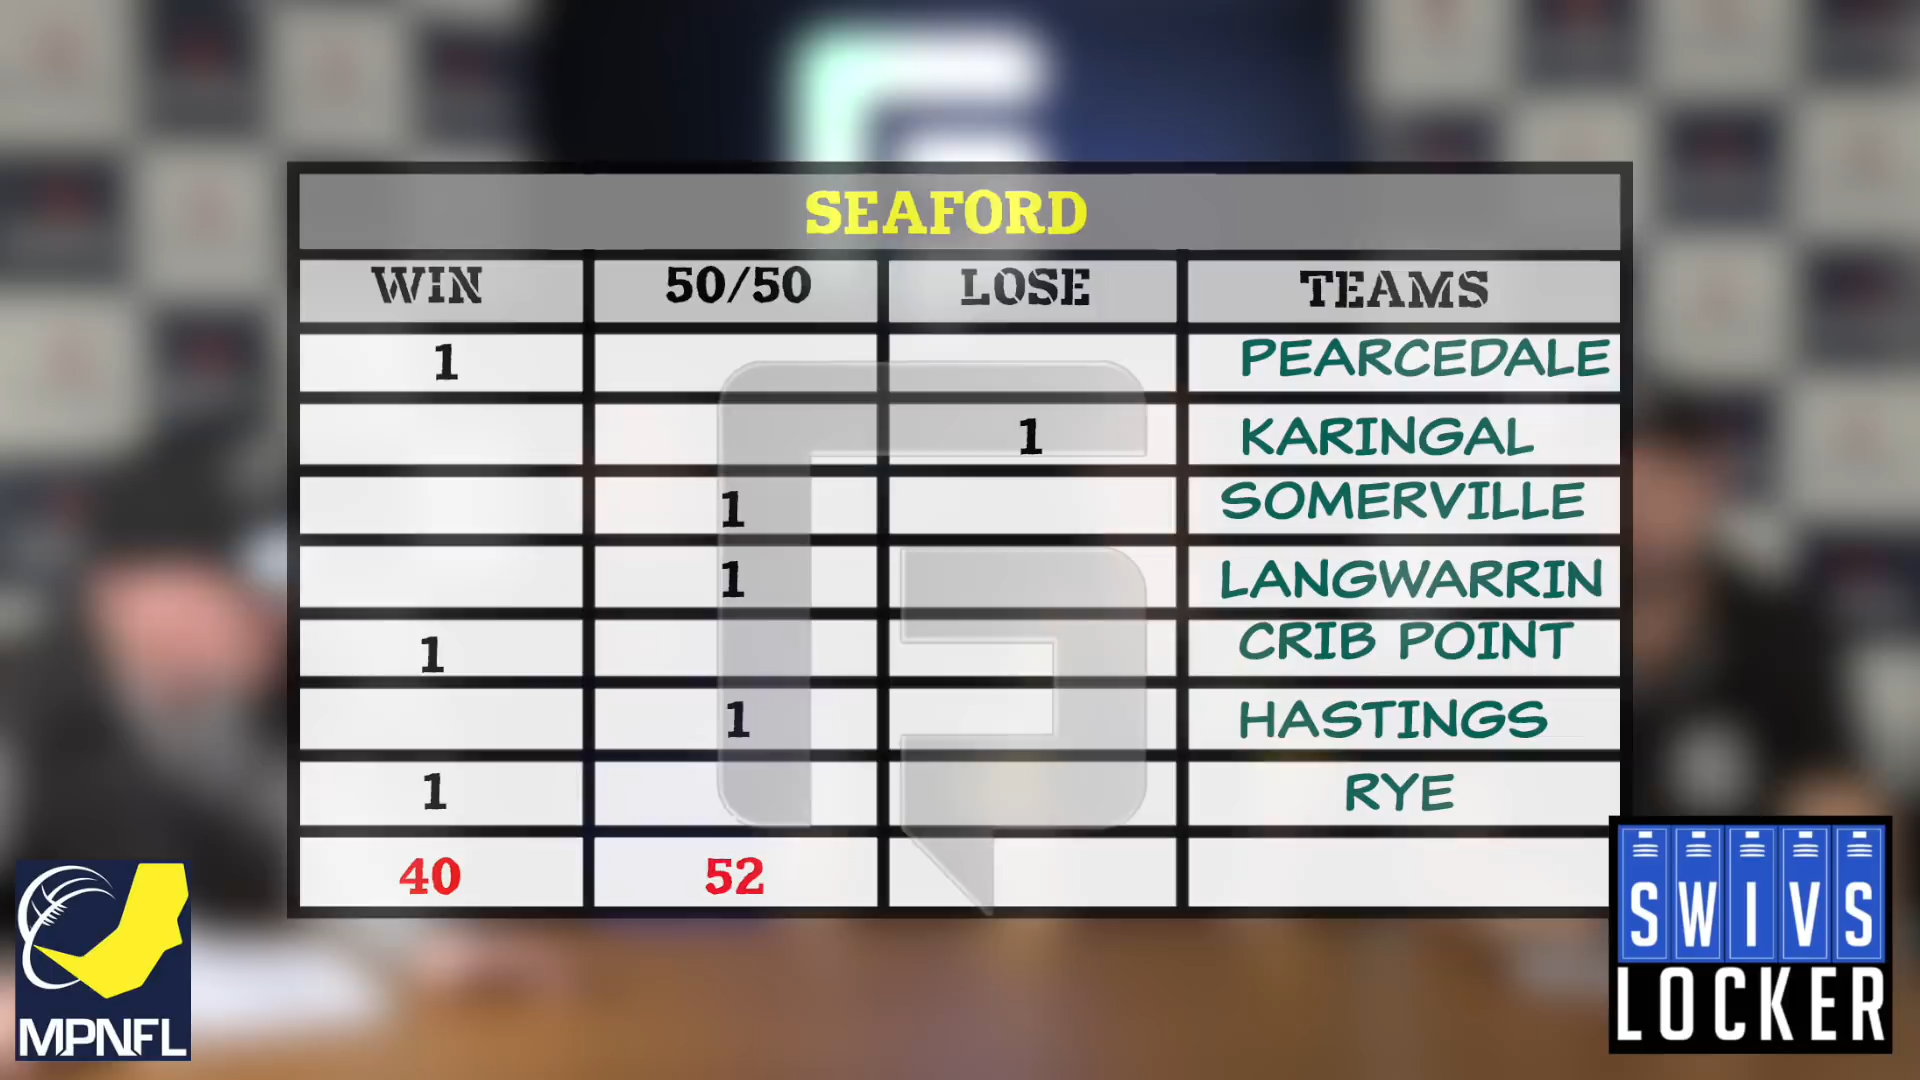 SEAFORD
WIN 50/50 LOSE TEAMS
1 PEARCEDALE
1 KARINGAL
1 SOMERVILLE
1 LANGWARRIN
1 CRIB POINT
1 HASTINGS
1 RYE
40 52
MPNFL
SWIVS
LOCKER